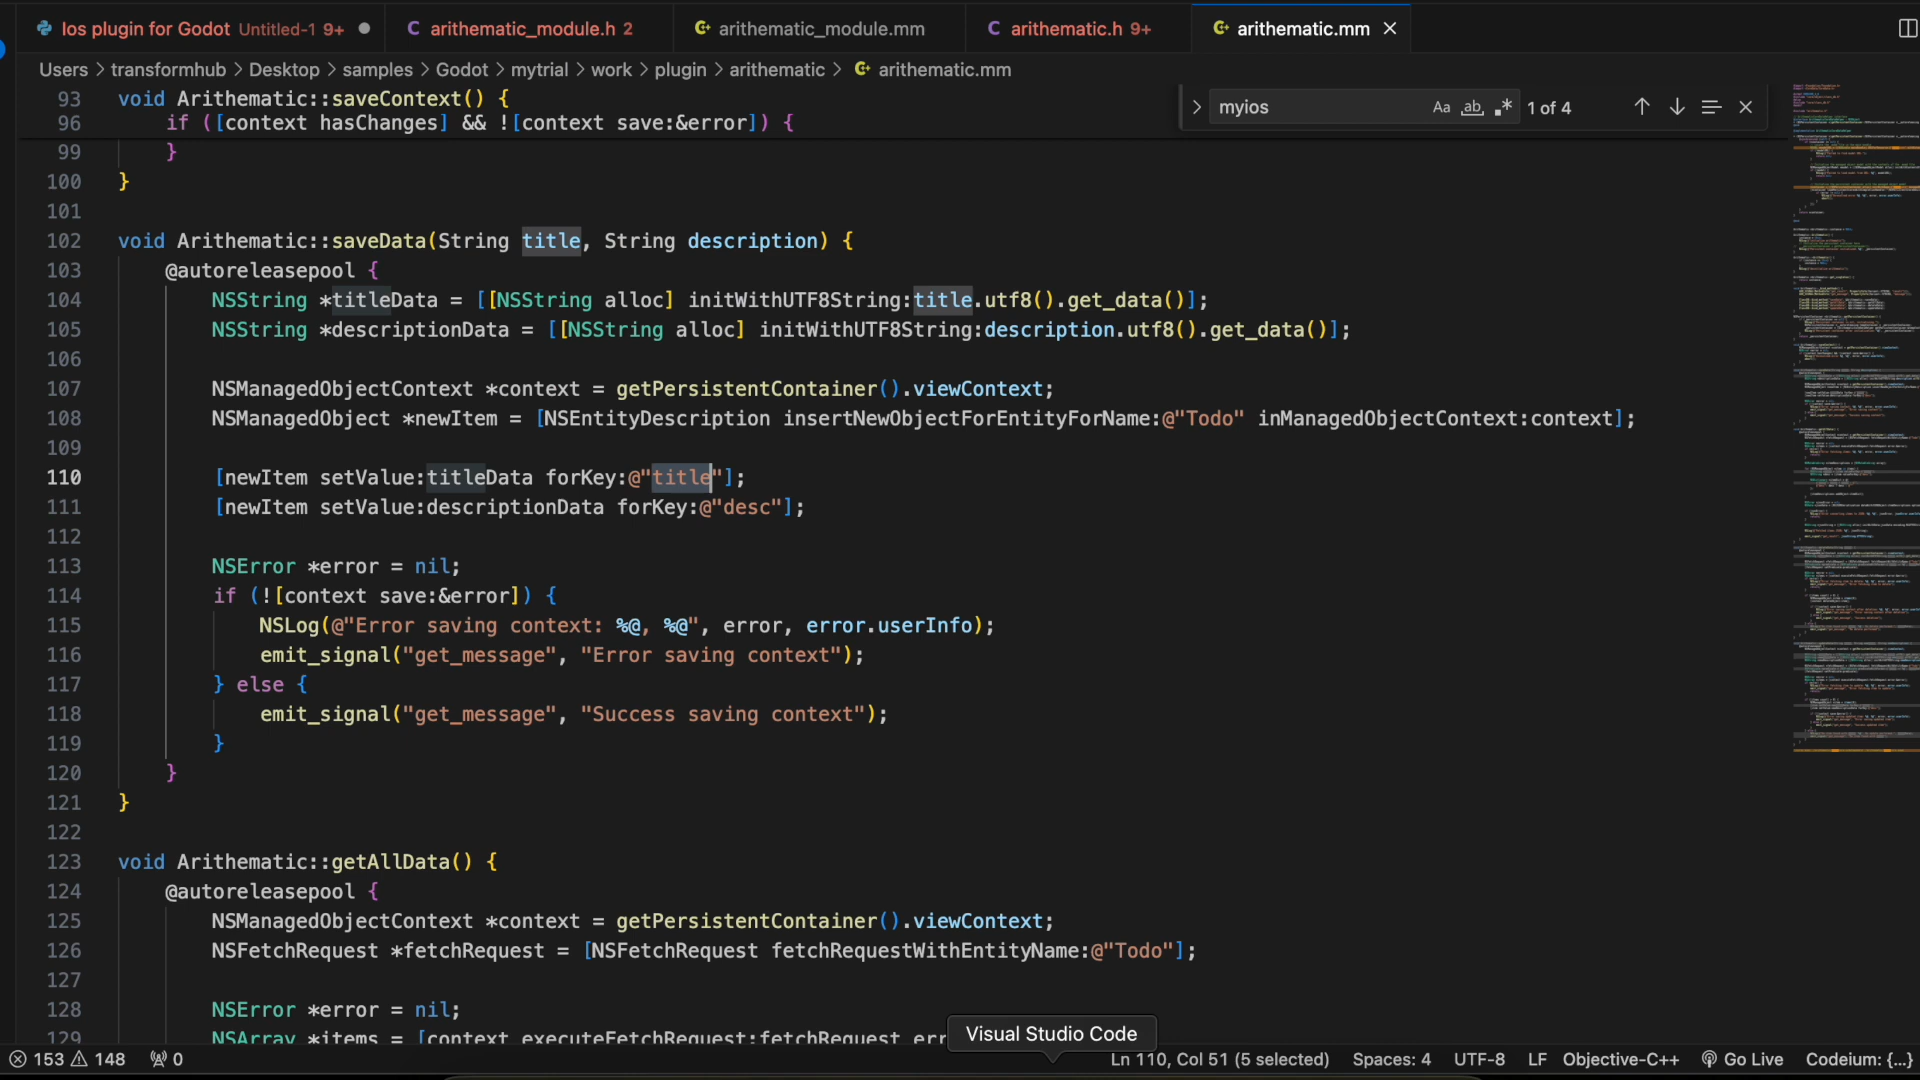 Ios plugin for Godot Untitled-1 9+
arithematic_module.h 2
arithematic_module.mm
arithematic.h 9+
arithematic.mm
Users > transformhub > Desktop > samples > Godot > mytrial > work > plugin > arithematic > arithematic.mm
myios Aa ab 1 of 4
93 void Arithematic::saveContext() {
96 if ([context hasChanges] && ![context save:&error]) {
99 }
100 }
101
102 void Arithematic::saveData(String title, String description) {
103 @autoreleasepool {
104 NSString *titleData = [[NSString alloc] initWithUTF8String:title.utf8().get_data()];
105 NSString *descriptionData = [[NSString alloc] initWithUTF8String:description.utf8().get_data()];
106
107 NSManagedObjectContext *context = getPersistentContainer().viewContext;
108 NSManagedObject *newItem = [NSEntityDescription insertNewObjectForEntityForName:@"Todo" inManagedObjectContext:context];
109
110 [newItem setValue:titleData forKey:@"title"];
111 [newItem setValue:descriptionData forKey:@"desc"];
112
113 NSError *error = nil;
114 if (![context save:&error]) {
115 NSLog(@"Error saving context: %@, %@", error, error.userInfo);
116 emit_signal("get_message", "Error saving context");
117 } else {
118 emit_signal("get_message", "Success saving context");
119 }
120 }
121 }
122
123 void Arithematic::getAllData() {
124 @autoreleasepool {
125 NSManagedObjectContext *context = getPersistentContainer().viewContext;
126 NSFetchRequest *fetchRequest = [NSFetchRequest fetchRequestWithEntityName:@"Todo"];
127
128 NSError *error = nil;
129 NSArray *items = [context executeFetchRequest:fetchRequest err
Visual Studio Code
153 148 0 Ln 110, Col 51 (5 selected) Spaces: 4 UTF-8 LF Objective-C++ Go Live Codeium: {...}